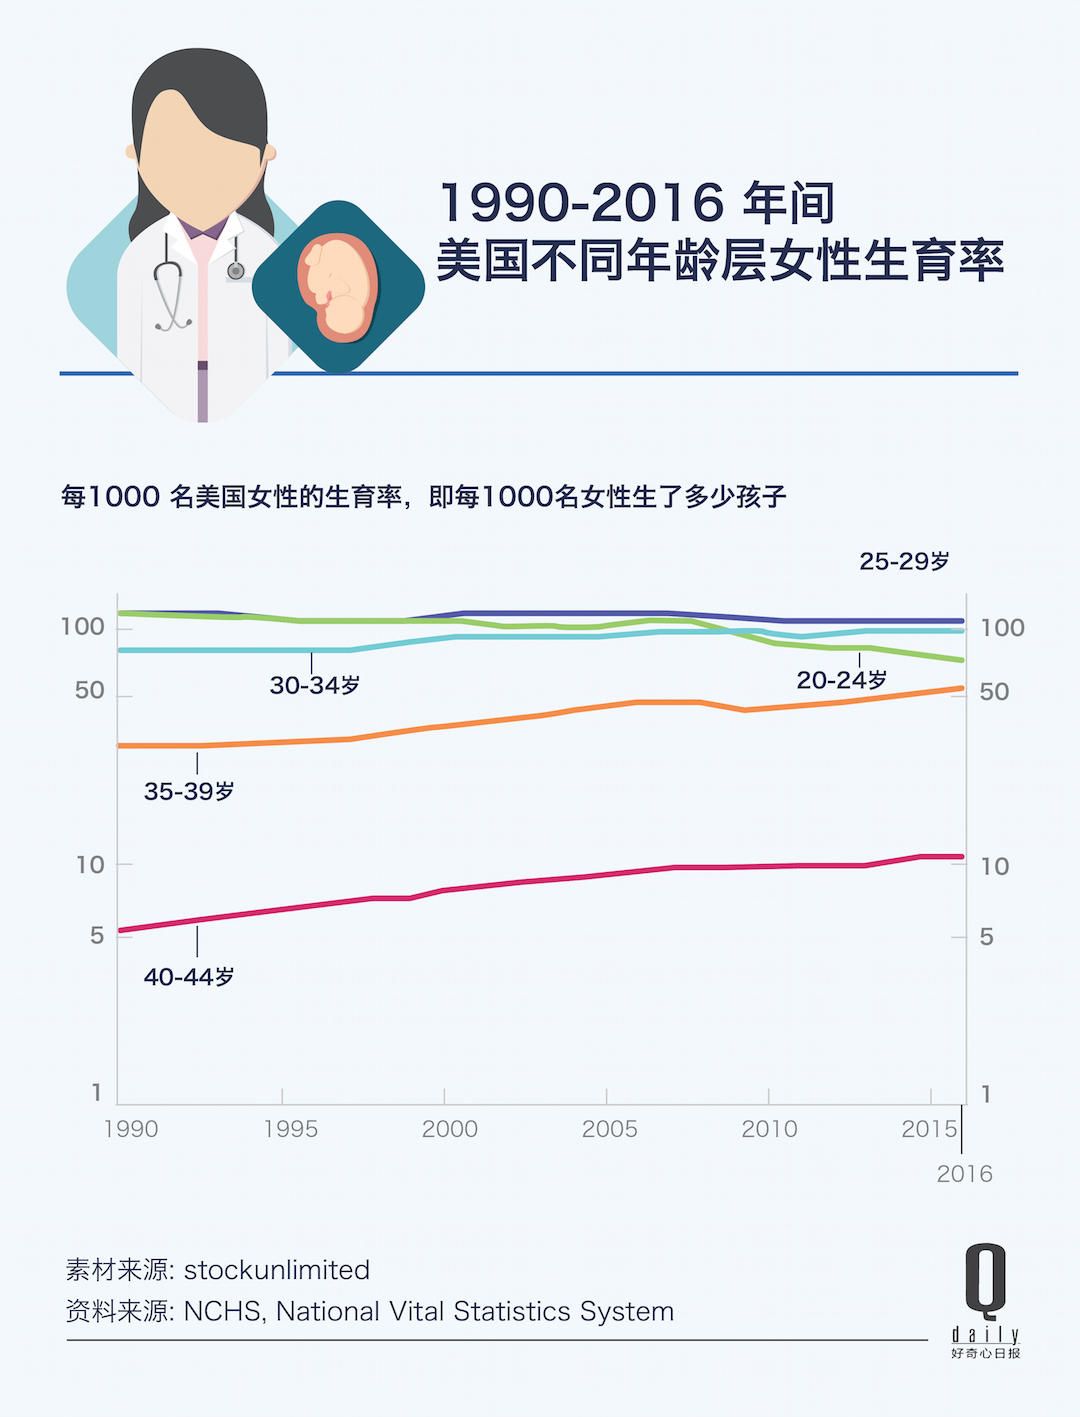 1990-2016 年间
美国不同年龄层女性生育率
每1000 名美国女性的生育率，即每1000名女性生了多少孩子
25-29岁
100
100
30-34岁
20-24岁
50
50
35-39岁
10
10
5
5
40-44岁
1
1
1990
1995
2000
2005
2010
2015
2016
素材来源: stockunlimited
资料来源: NCHS, National Vital Statistics System
Q
daily
好奇心日报